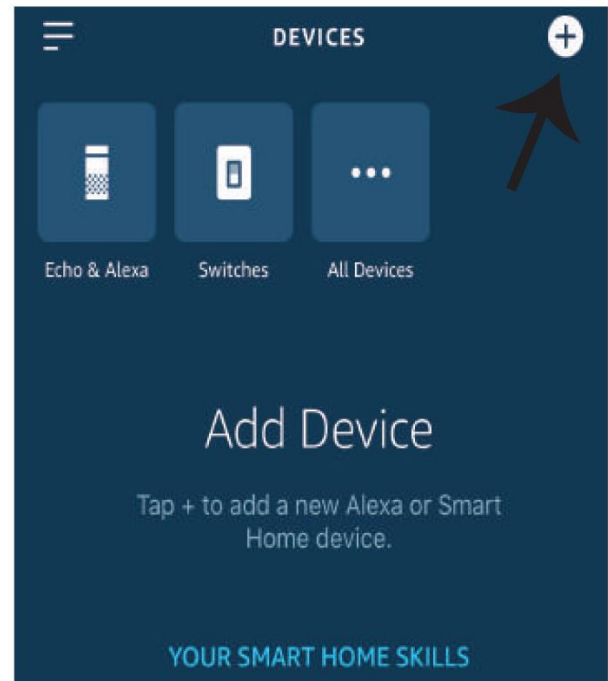 DEVICES
Echo & Alexa
Switches
All Devices
Add Device
Tap + to add a new Alexa or Smart
Home device.
YOUR SMART HOME SKILLS